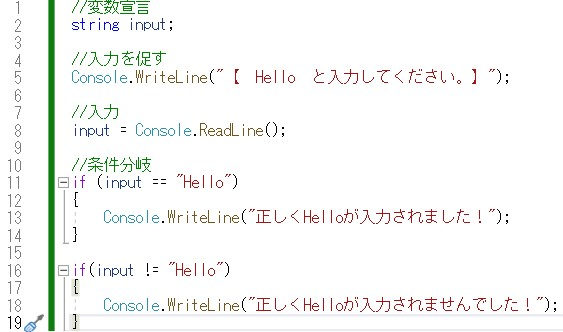 1 //変数宣言
2 string input;
3
4 //入力を促す
5 Console.WriteLine("【　Hello　と入力してください。】");
6
7 //入力
8 input = Console.ReadLine();
9
10 //条件分岐
11 if (input == "Hello")
12 {
13     Console.WriteLine("正しくHelloが入力されました！");
14 }
15
16 if(input != "Hello")
17 {
18     Console.WriteLine("正しくHelloが入力されませんでした！");
19 }